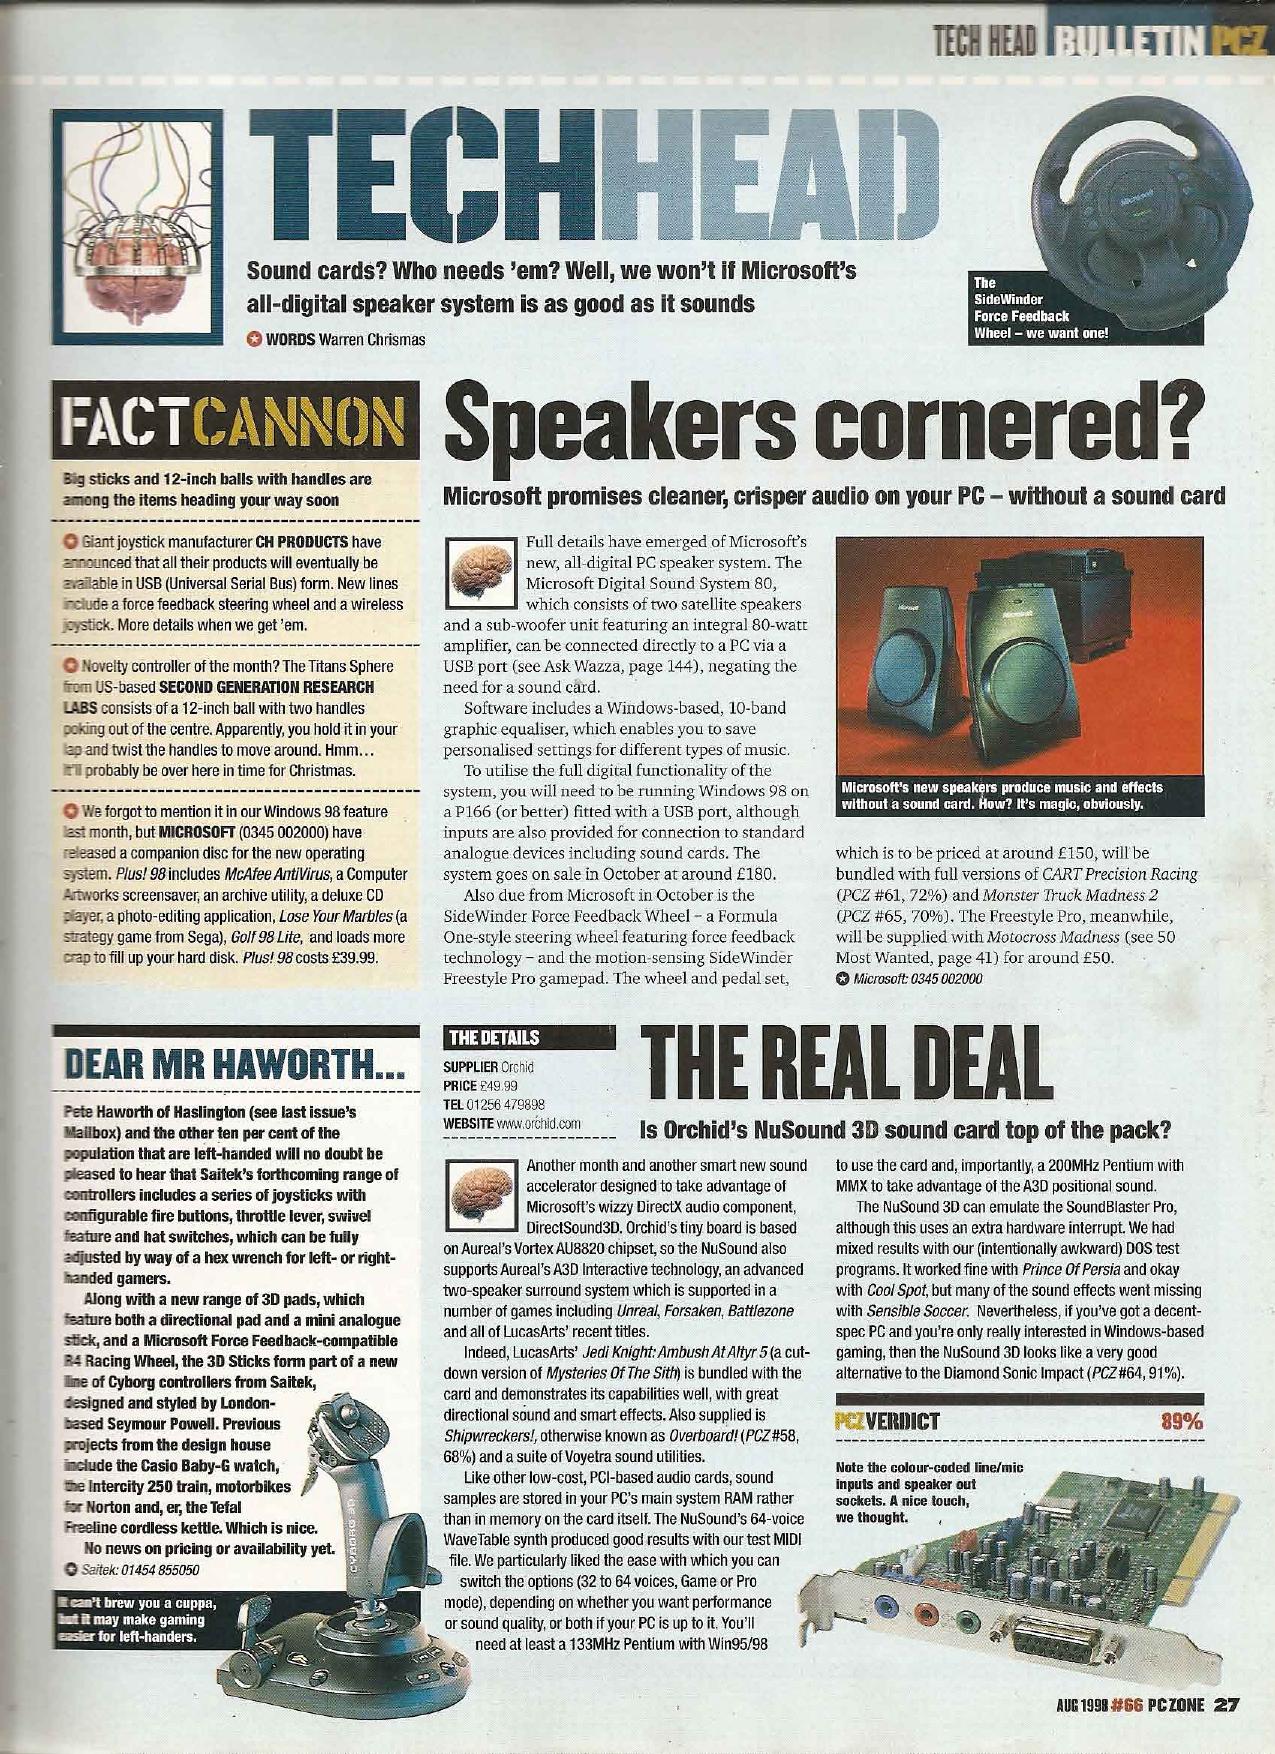 TECH HEAD BULLETIN PCZ
TECHHEAD
Sound cards? Who needs 'em? Well, we won't if Microsoft's
all-digital speaker system is as good as it sounds
WORDS Warren Chrismas
Microsoft
The
SideWinder
Force Feedback
Wheel – we want one!
FACTCANNON
Big sticks and 12-inch balls with handles are
among the items heading your way soon
Giant joystick manufacturer CH PRODUCTS have
announced that all their products will eventually be
available in USB (Universal Serial Bus) form. New lines
include a force feedback steering wheel and a wireless
joystick. More details when we get 'em.
Novelty controller of the month? The Titans Sphere
from US-based SECOND GENERATION RESEARCH
LABS consists of a 12-inch ball with two handles
poking out of the centre. Apparently, you hold it in your
lap and twist the handles to move around. Hmm...
It'll probably be over here in time for Christmas.
We forgot to mention it in our Windows 98 feature
last month, but MICROSOFT (0345 002000) have
released a companion disc for the new operating
system. Plus! 98 includes McAfee AntiVirus, a Computer
Artworks screensaver, an archive utility, a deluxe CD
player, a photo-editing application, Lose Your Marbles (a
strategy game from Sega), Golf 98 Lite, and loads more
crap to fill up your hard disk. Plus! 98 costs £39.99.
Speakers cornered?
Microsoft promises cleaner, crisper audio on your PC – without a sound card
Full details have emerged of Microsoft's
new, all-digital PC speaker system. The
Microsoft Digital Sound System 80,
which consists of two satellite speakers
and a sub-woofer unit featuring an integral 80-watt
amplifier, can be connected directly to a PC via a
USB port (see Ask Wazza, page 144), negating the
need for a sound card.
Software includes a Windows-based, 10-band
graphic equaliser, which enables you to save
personalised settings for different types of music.
To utilise the full digital functionality of the
system, you will need to be running Windows 98 on
a P166 (or better) fitted with a USB port, although
inputs are also provided for connection to standard
analogue devices including sound cards. The
system goes on sale in October at around £180.
Also due from Microsoft in October is the
SideWinder Force Feedback Wheel – a Formula
One-style steering wheel featuring force feedback
technology – and the motion-sensing SideWinder
Freestyle Pro gamepad. The wheel and pedal set,
Microsoft's new speakers produce music and effects
without a sound card. How? It's magic, obviously.
which is to be priced at around £150, will be
bundled with full versions of CART Precision Racing
(PCZ #61, 72%) and Monster Truck Madness 2
(PCZ #65, 70%). The Freestyle Pro, meanwhile,
will be supplied with Motocross Madness (see 50
Most Wanted, page 41) for around £50.
Microsoft: 0345 002000
DEAR MR HAWORTH...
Pete Haworth of Haslington (see last issue's
Mailbox) and the other ten per cent of the
population that are left-handed will no doubt be
pleased to hear that Saitek's forthcoming range of
controllers includes a series of joysticks with
configurable fire buttons, throttle lever, swivel
feature and hat switches, which can be fully
adjusted by way of a hex wrench for left- or right-
handed gamers.
Along with a new range of 3D pads, which
feature both a directional pad and a mini analogue
stick, and a Microsoft Force Feedback-compatible
R4 Racing Wheel, the 3D Sticks form part of a new
line of Cyborg controllers from Saitek,
designed and styled by London-
based Seymour Powell. Previous
projects from the design house
include the Casio Baby-G watch,
the Intercity 250 train, motorbikes
for Norton and, er, the Tefal
Freeline cordless kettle. Which is nice.
No news on pricing or availability yet.
Saitek: 01454 855050
It can't brew you a cuppa,
but it may make gaming
easier for left-handers.
CYBORG 3D
THE DETAILS
SUPPLIER Orchid
PRICE £49.99
TEL 01256 479898
WEBSITE www.orchid.com
THE REAL DEAL
Is Orchid's NuSound 3D sound card top of the pack?
Another month and another smart new sound
accelerator designed to take advantage of
Microsoft's wizzy DirectX audio component,
DirectSound3D. Orchid's tiny board is based
on Aureal's Vortex AU8820 chipset, so the NuSound also
supports Aureal's A3D Interactive technology, an advanced
two-speaker surround system which is supported in a
number of games including Unreal, Forsaken, Battlezone
and all of LucasArts' recent titles.
Indeed, LucasArts' Jedi Knight: Ambush At Altyr 5 (a cut-
down version of Mysteries Of The Sith) is bundled with the
card and demonstrates its capabilities well, with great
directional sound and smart effects. Also supplied is
Shipwreckers!, otherwise known as Overboard! (PCZ #58,
68%) and a suite of Voyetra sound utilities.
Like other low-cost, PCI-based audio cards, sound
samples are stored in your PC's main system RAM rather
than in memory on the card itself. The NuSound's 64-voice
WaveTable synth produced good results with our test MIDI
file. We particularly liked the ease with which you can
switch the options (32 to 64 voices, Game or Pro
mode), depending on whether you want performance
or sound quality, or both if your PC is up to it. You'll
need at least a 133MHz Pentium with Win95/98
to use the card and, importantly, a 200MHz Pentium with
MMX to take advantage of the A3D positional sound.
The NuSound 3D can emulate the SoundBlaster Pro,
although this uses an extra hardware interrupt. We had
mixed results with our (intentionally awkward) DOS test
programs. It worked fine with Prince Of Persia and okay
with Cool Spot, but many of the sound effects went missing
with Sensible Soccer. Nevertheless, if you've got a decent-
spec PC and you're only really interested in Windows-based
gaming, then the NuSound 3D looks like a very good
alternative to the Diamond Sonic Impact (PCZ #64, 91%).
PCZVERDICT 89%
Note the colour-coded line/mic
inputs and speaker out
sockets. A nice touch,
we thought.
AUG 1998 #66 PC ZONE 27